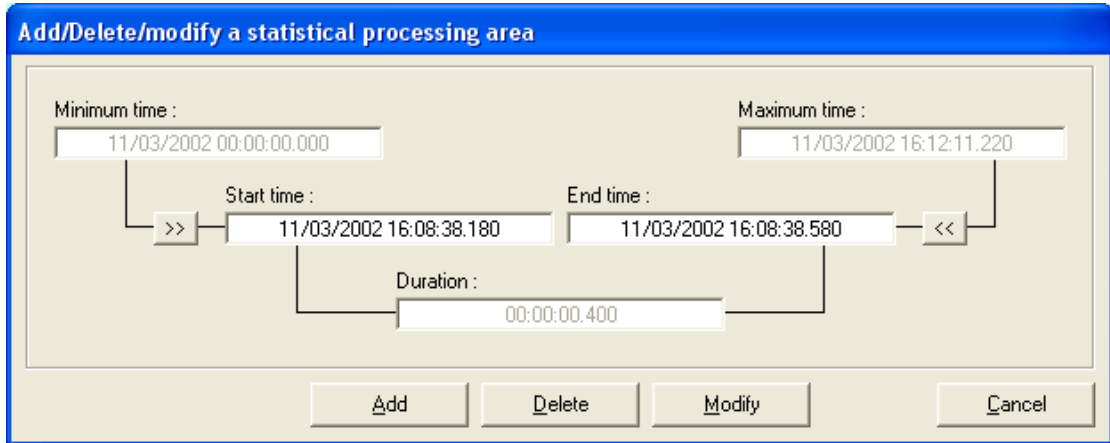 Add/Delete/modify a statistical processing area
Minimum time :
Maximum time :
11/03/2002 00:00:00.000
11/03/2002 16:12:11.220
Start time :
End time :
>>
11/03/2002 16:08:38.180
11/03/2002 16:08:38.580
<<
Duration :
00:00:00.400
Add
Delete
Modify
Cancel